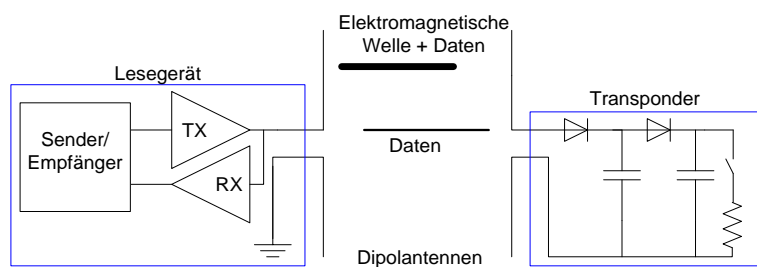 Elektromagnetische
Welle + Daten
Lesegerät
Transponder
TX
Sender/
Empfänger
Daten
RX
Dipolantennen